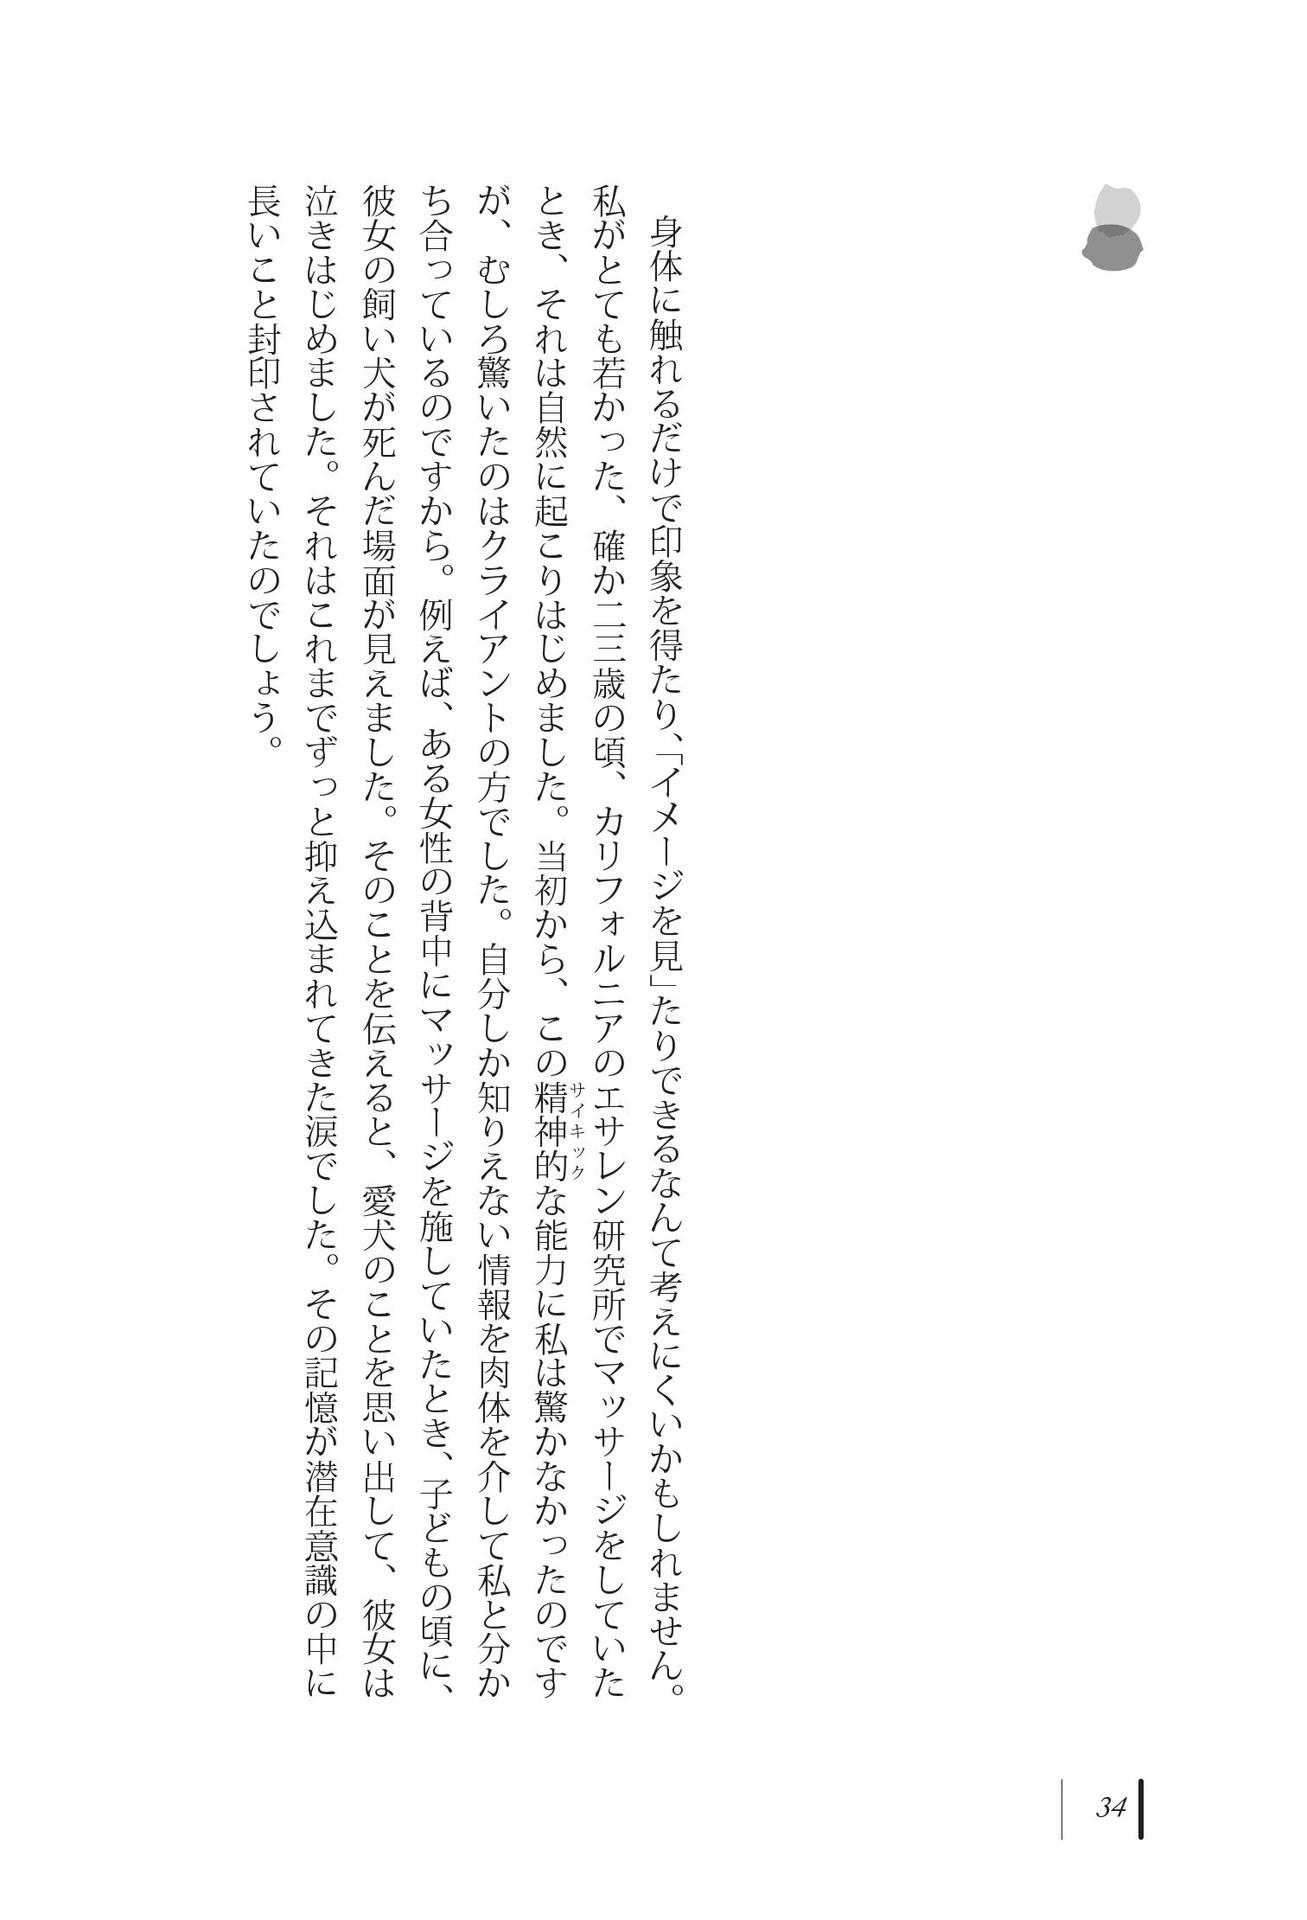 身体に触れるだけで印象を得たり、「イメージを見」たりできるなんて考えにくいかもしれません。
私がとても若かった、確か二三歳の頃、カリフォルニアのエサレン研究所でマッサージをしていた
とき、それは自然に起こりはじめました。当初から、この精神的な能力に私は驚かなかったのです
サイキック
が、むしろ驚いたのはクライアントの方でした。自分しか知りえない情報を肉体を介して私と分か
ち合っているのですから。例えば、ある女性の背中にマッサージを施していたとき、子どもの頃に、
彼女の飼い犬が死んだ場面が見えました。そのことを伝えると、愛犬のことを思い出して、彼女は
泣きはじめました。それはこれまでずっと抑え込まれてきた涙でした。その記憶が潜在意識の中に
長いこと封印されていたのでしょう。
34